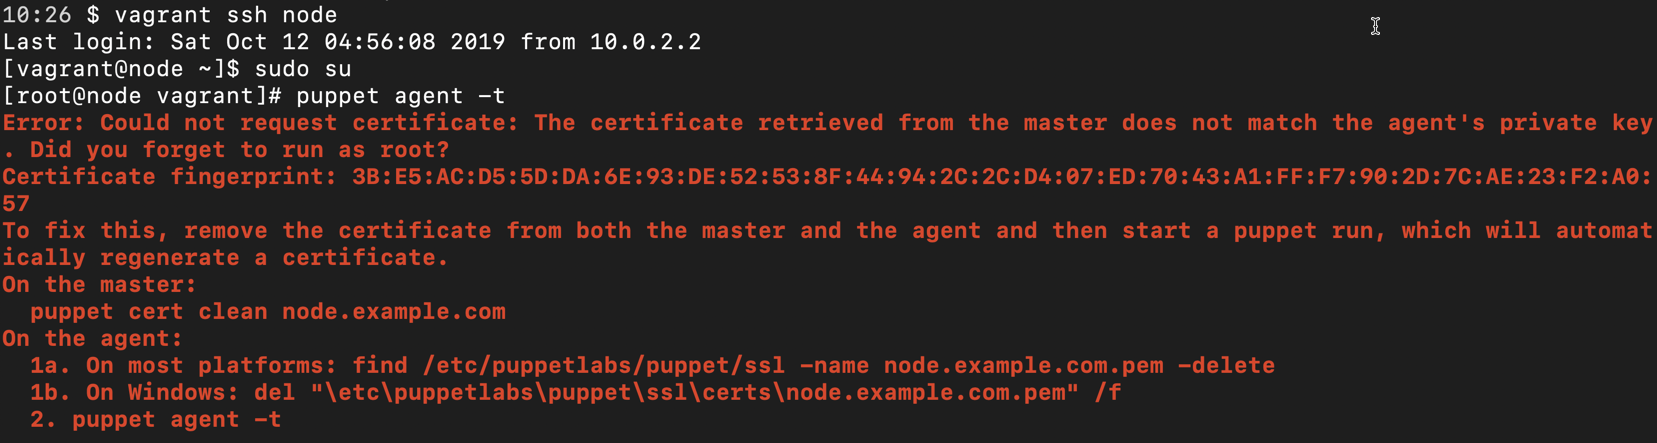 10:26 $ vagrant ssh node
Last login: Sat Oct 12 04:56:08 2019 from 10.0.2.2
[vagrant@node ~]$ sudo su
[root@node vagrant]# puppet agent -t
Error: Could not request certificate: The certificate retrieved from the master does not match the agent's private key
. Did you forget to run as root?
Certificate fingerprint: 3B:E5:AC:D5:5D:DA:6E:93:DE:52:53:8F:44:94:2C:2C:D4:07:ED:70:43:A1:FF:F7:90:2D:7C:AE:23:F2:A0:
57
To fix this, remove the certificate from both the master and the agent and then start a puppet run, which will automat
ically regenerate a certificate.
On the master:
  puppet cert clean node.example.com
On the agent:
  1a. On most platforms: find /etc/puppetlabs/puppet/ssl -name node.example.com.pem -delete
  1b. On Windows: del "\etc\puppetlabs\puppet\ssl\certs\node.example.com.pem" /f
  2. puppet agent -t